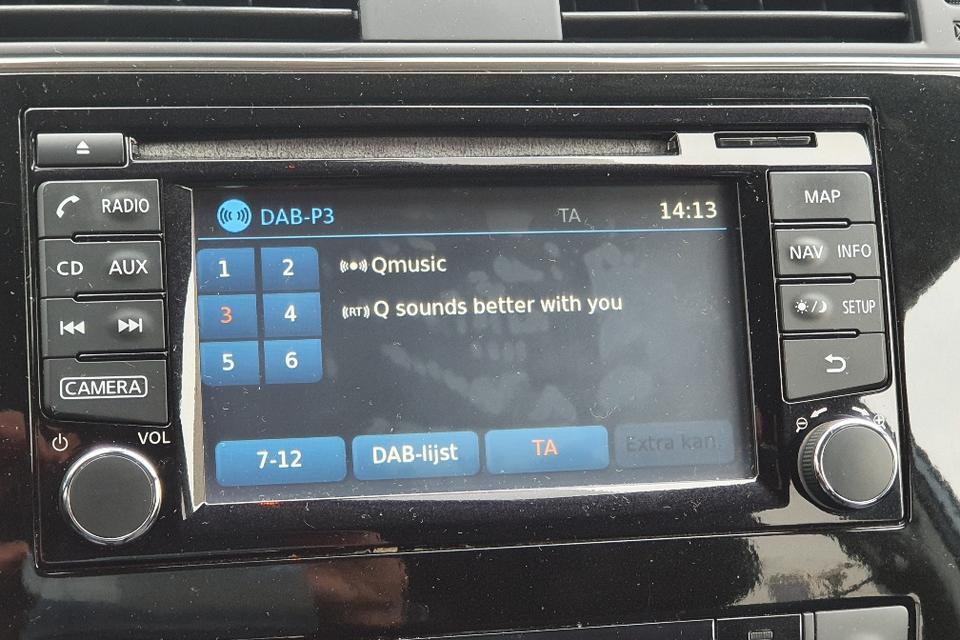 RADIO
CD AUX
CAMERA
VOL
DAB-P3 TA 14:13
1 2
3 4
5 6
Qmusic
(RT) Q sounds better with you
7-12 DAB-lijst TA Extra kan.
MAP
NAV INFO
SETUP